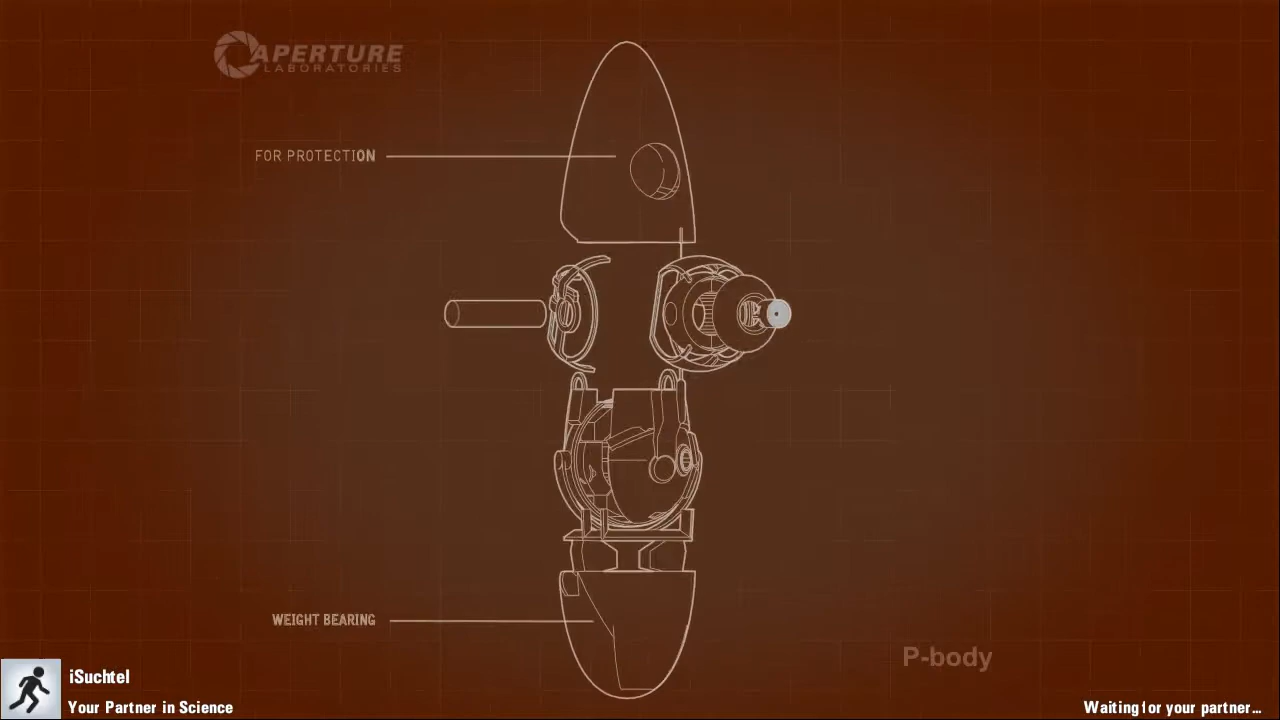 APERTURE
LABORATORIES
FOR PROTECTION
WEIGHT BEARING
P-body
iSuchtel
Your Partner in Science
Waiting for your partner...